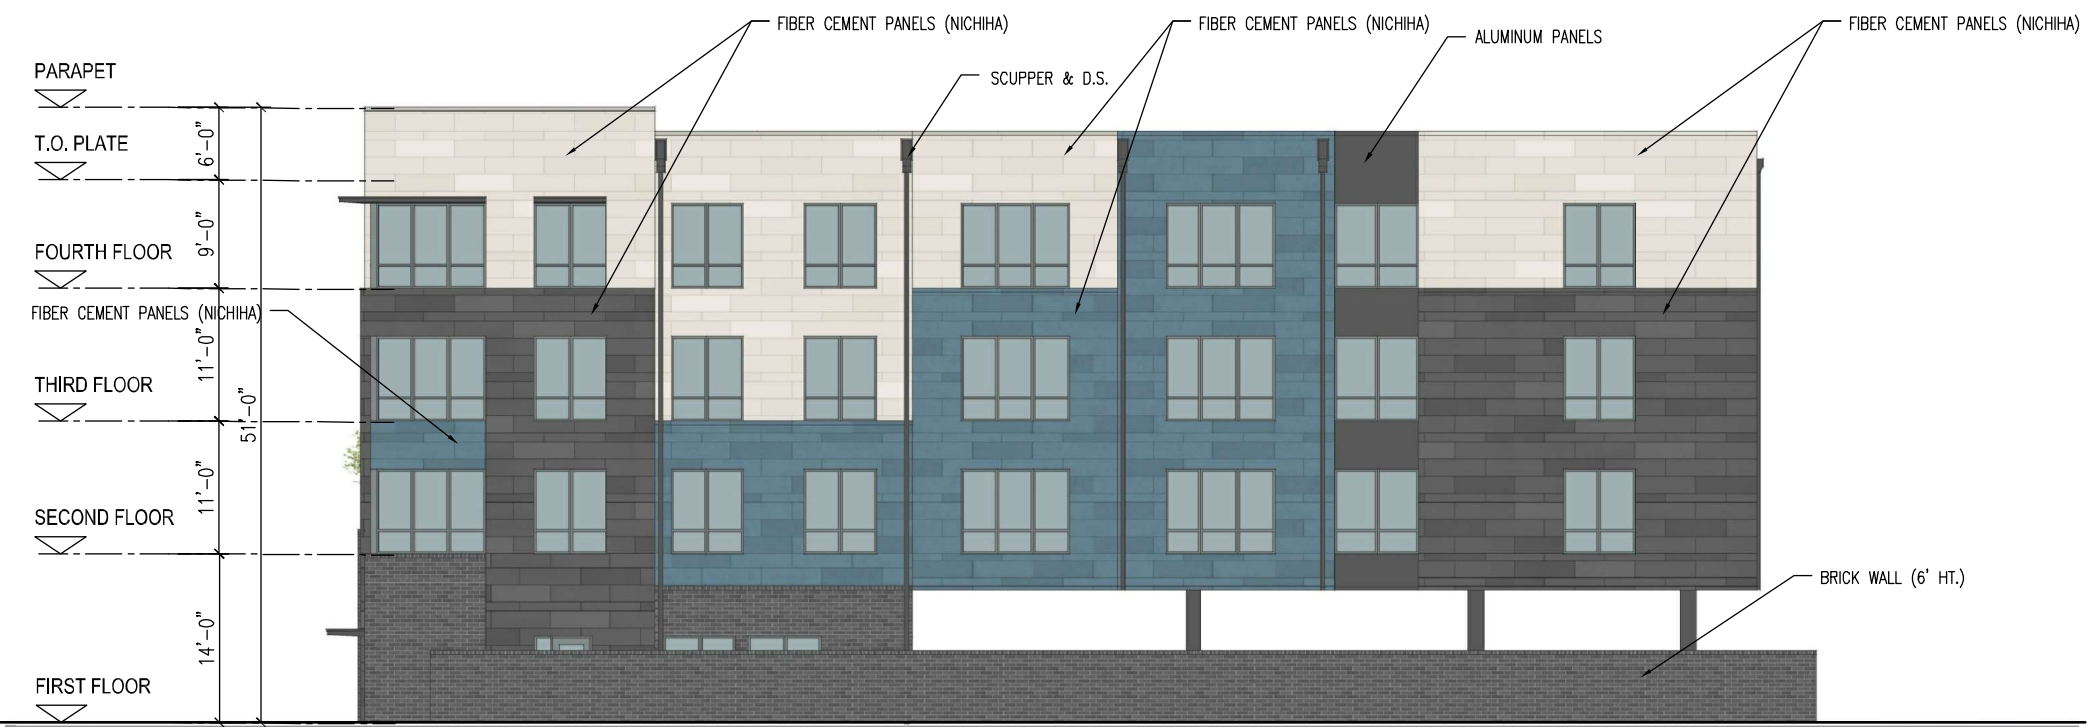 FIBER CEMENT PANELS (NICHIHA)
FIBER CEMENT PANELS (NICHIHA)
FIBER CEMENT PANELS (NICHIHA)
ALUMINUM PANELS
SCUPPER & D.S.
PARAPET
6'-0"
T.O. PLATE
9'-0"
FOURTH FLOOR
FIBER CEMENT PANELS (NICHIHA)
11'-0"
THIRD FLOOR
51'-0"
11'-0"
SECOND FLOOR
BRICK WALL (6' HT.)
14'-0"
FIRST FLOOR